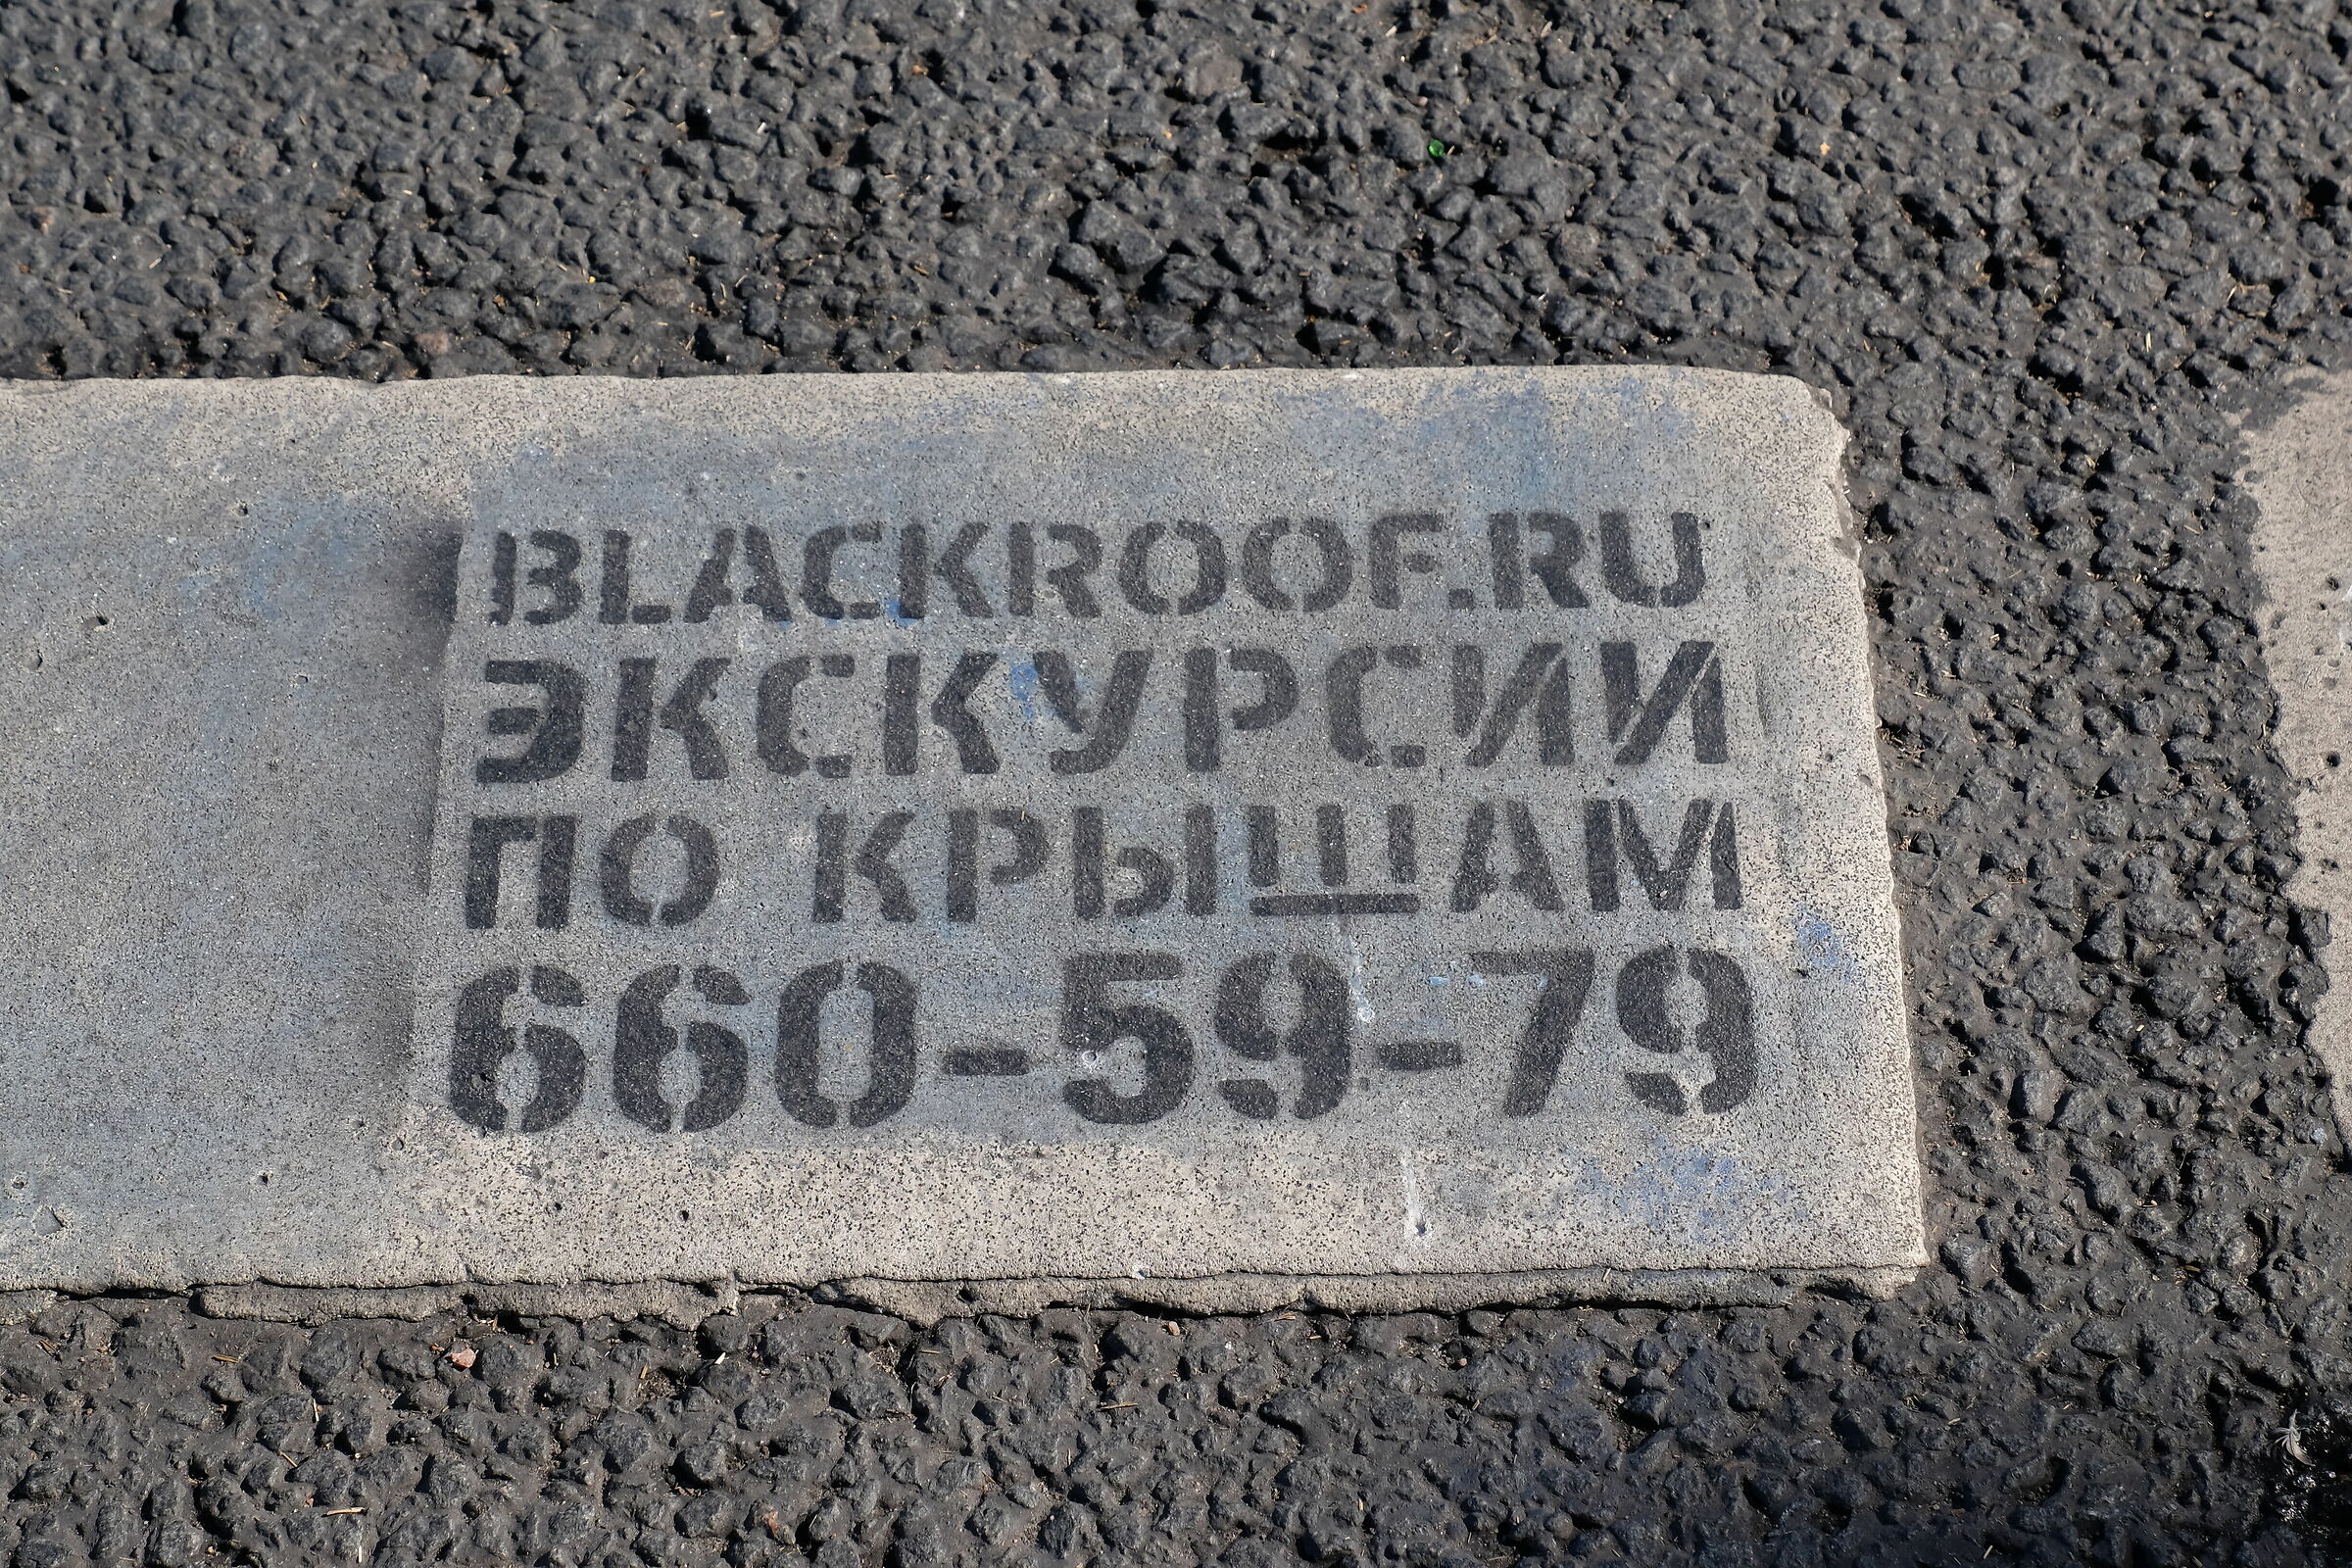 BLACKROOF.RU
ЭКСКУРСИИ
ПО КРЫШАМ
660-59-79